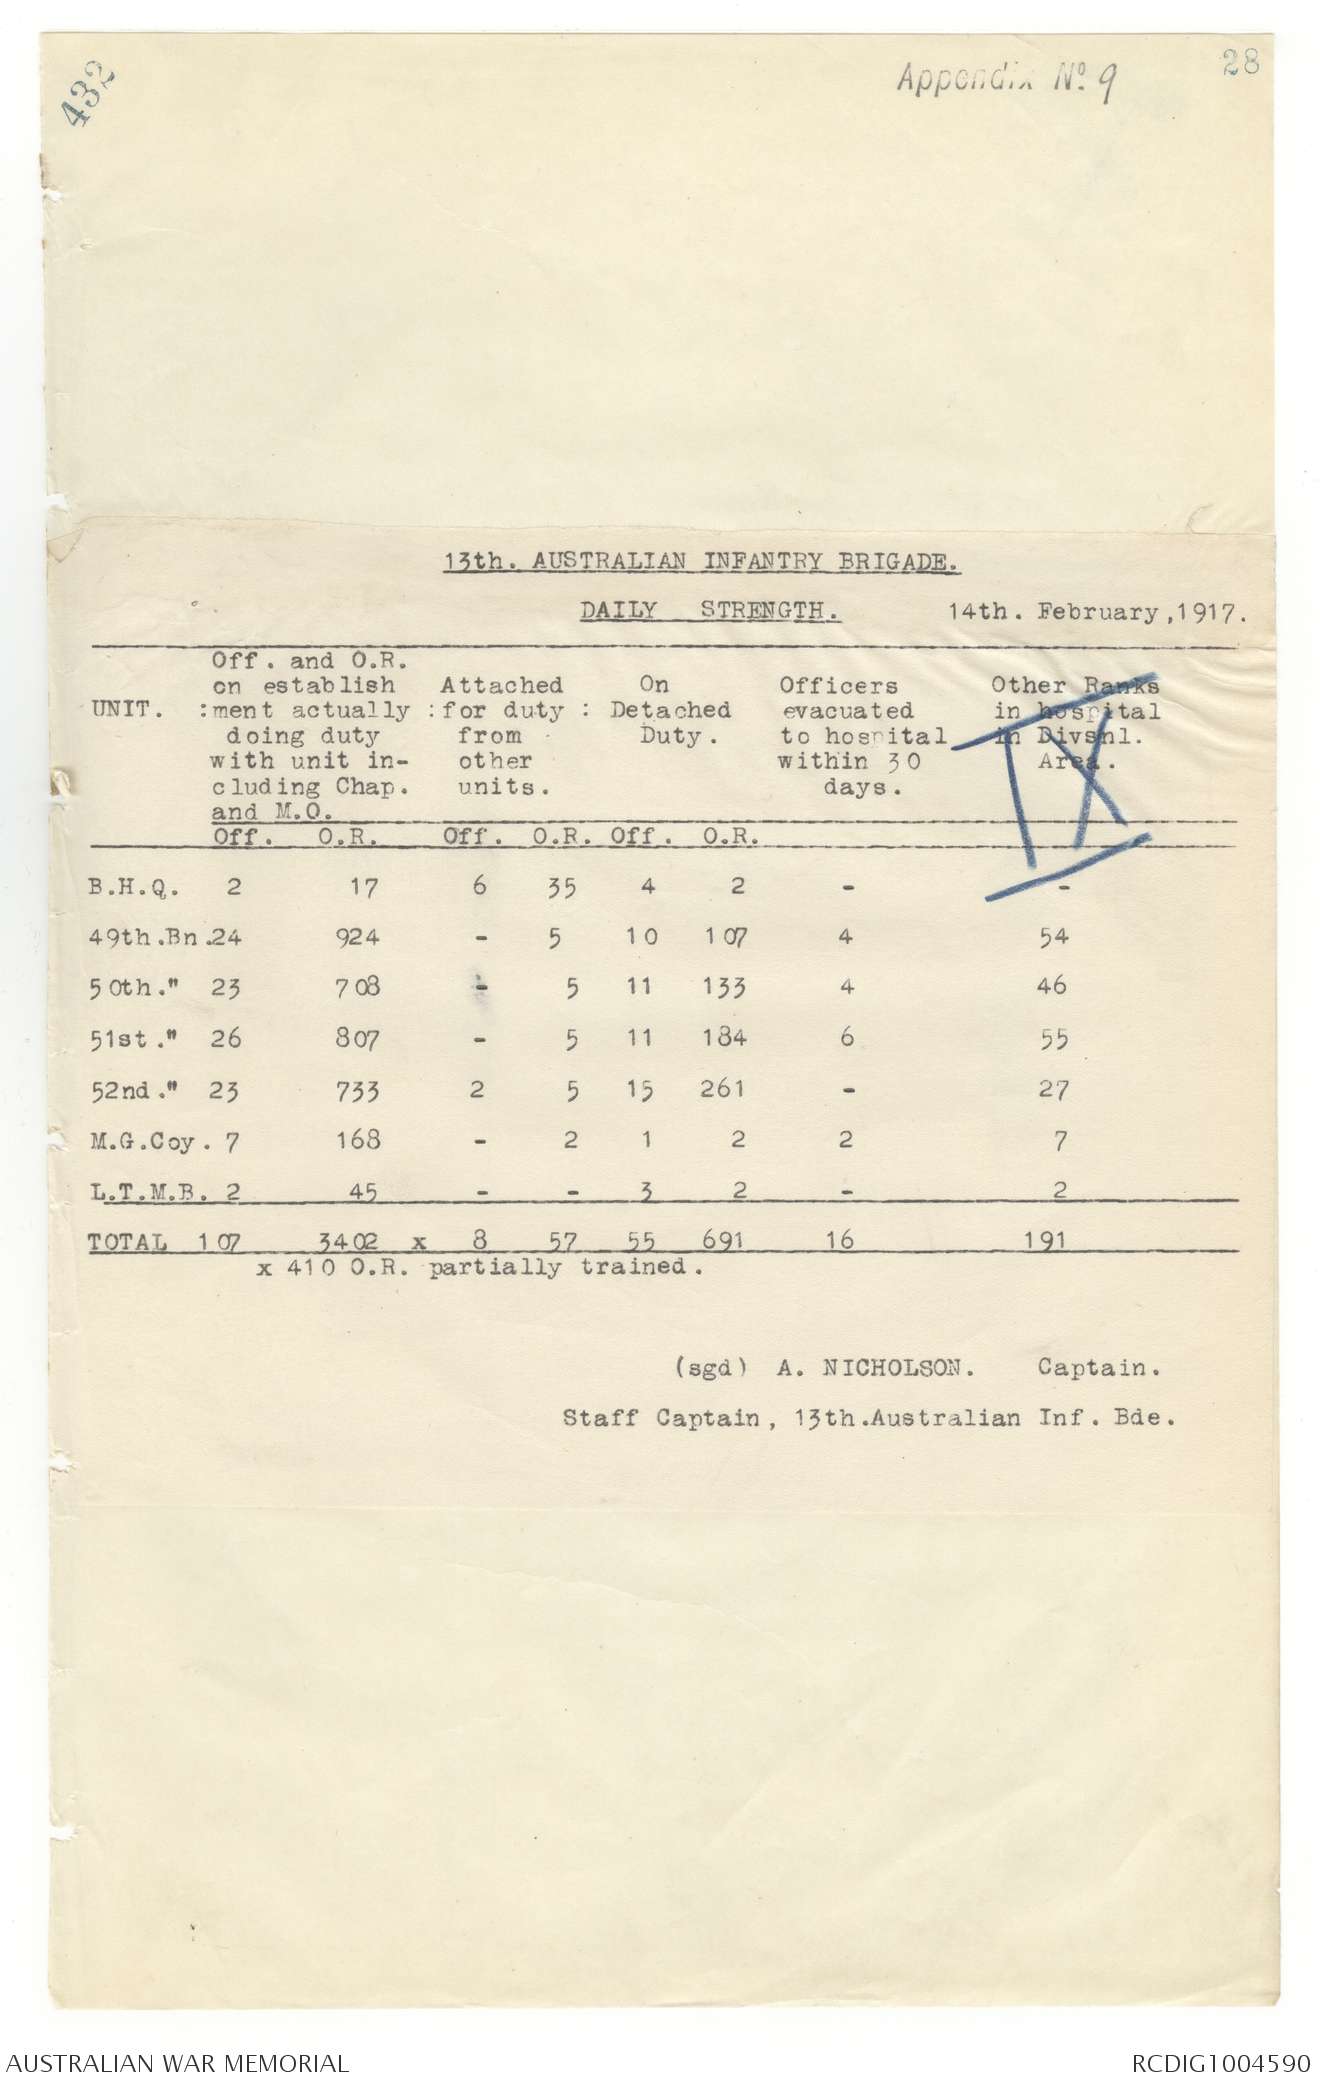 432
Appendix No. 9
28
13th. AUSTRALIAN INFANTRY BRIGADE.
DAILY STRENGTH. 14th. February,1917.
Off. and O.R.
on establish Attached On Officers Other Ranks
UNIT. :ment actually :for duty : Detached evacuated in hospital
doing duty from Duty. to hospital in Divsnl.
with unit in- other within 30 Area.
cluding Chap. units. days.
and M.O.
IX
Off. O.R. Off. O.R. Off. O.R.
B.H.Q. 2 17 6 35 4 2 - -
49th.Bn.24 924 - 5 10 107 4 54
50th." 23 708 - 5 11 133 4 46
51st." 26 807 - 5 11 184 6 55
52nd." 23 733 2 5 15 261 - 27
M.G.Coy. 7 168 - 2 1 2 2 7
L.T.M.B. 2 45 - - 3 2 - 2
TOTAL 107 3402 x 8 57 55 691 16 191
x 410 O.R. partially trained.
(sgd) A. NICHOLSON. Captain.
Staff Captain, 13th.Australian Inf. Bde.
AUSTRALIAN WAR MEMORIAL RCDIG1004590